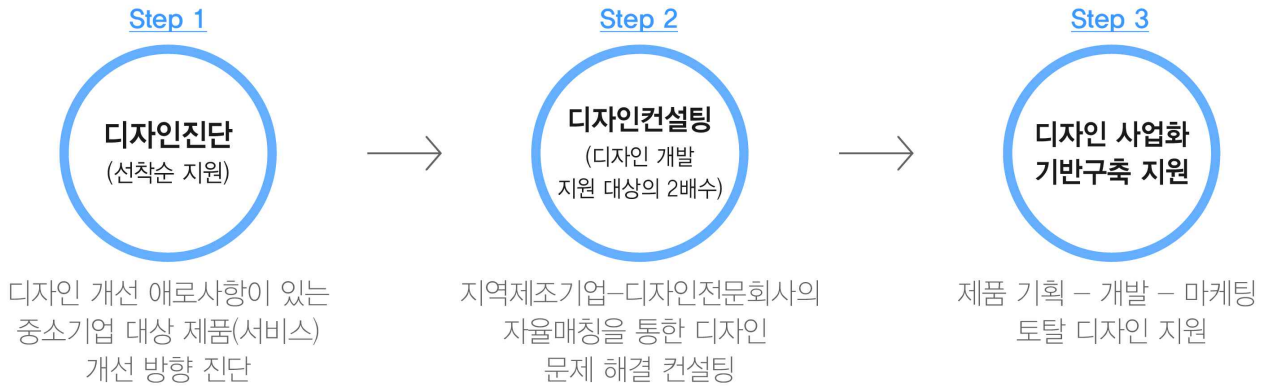 Step 1
디자인진단
(선착순 지원)
디자인 개선 애로사항이 있는
중소기업 대상 제품(서비스)
개선 방향 진단
Step 2
디자인컨설팅
(디자인 개발
지원 대상의 2배수)
지역제조기업–디자인전문회사의
자율매칭을 통한 디자인
문제 해결 컨설팅
Step 3
디자인 사업화
기반구축 지원
제품 기획 – 개발 – 마케팅
토탈 디자인 지원